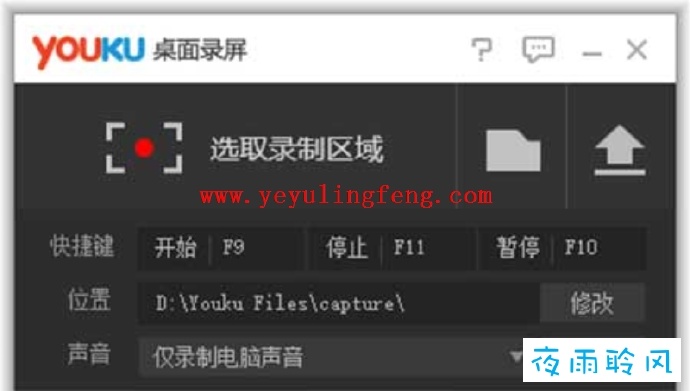 YOUKU 桌面录屏
选取录制区域
www.yeyulingfeng.com
快捷键 开始 F9 停止 F11 暂停 F10
位置 D:\Youku Files\capture\ 修改
声音 仅录制电脑声音
夜雨聆风